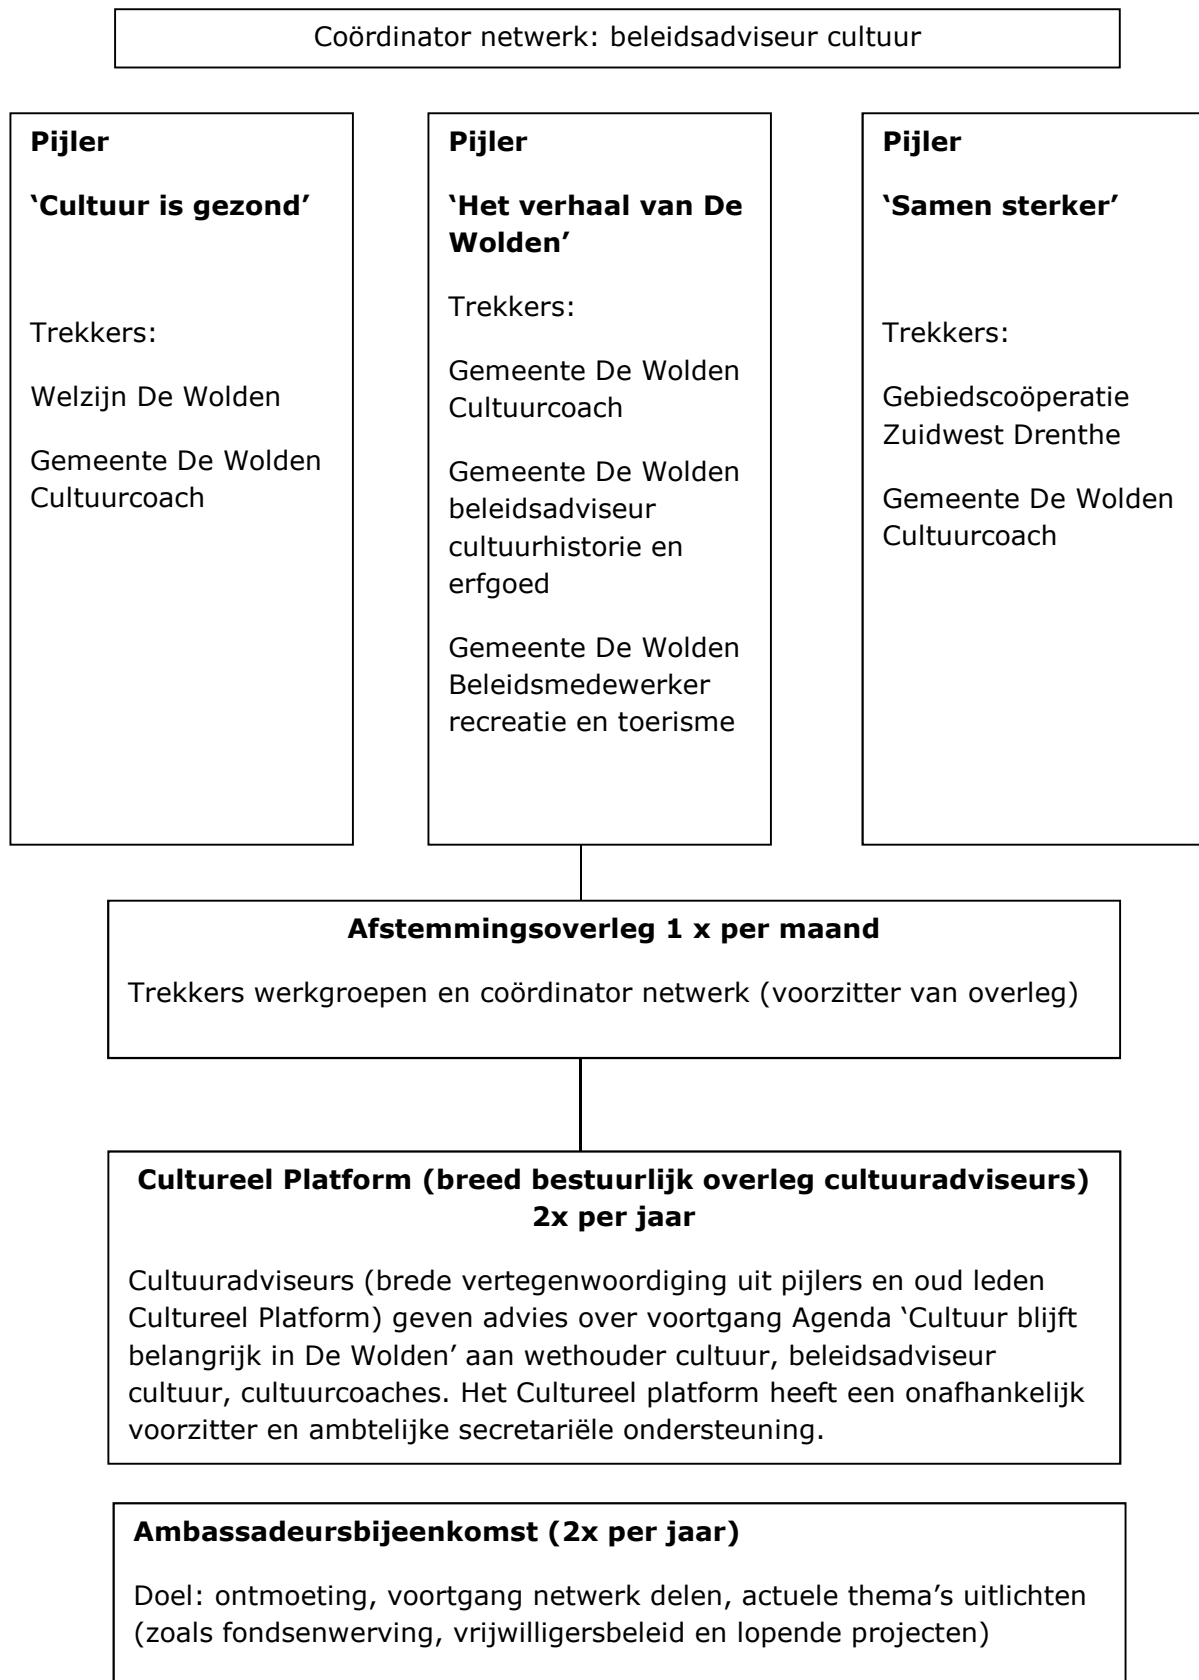 Coördinator netwerk: beleidsadviseur cultuur
Pijler
‘Cultuur is gezond’
Trekkers:
Welzijn De Wolden
Gemeente De Wolden
Cultuurcoach
Pijler
‘Het verhaal van De
Wolden’
Trekkers:
Gemeente De Wolden
Cultuurcoach
Gemeente De Wolden
beleidsadviseur
cultuurhistorie en
erfgoed
Gemeente De Wolden
Beleidsmedewerker
recreatie en toerisme
Pijler
‘Samen sterker’
Trekkers:
Gebiedscoöperatie
Zuidwest Drenthe
Gemeente De Wolden
Cultuurcoach
Afstemmingsoverleg 1 x per maand
Trekkers werkgroepen en coördinator netwerk (voorzitter van overleg)
Cultureel Platform (breed bestuurlijk overleg cultuuradviseurs)
2x per jaar
Cultuuradviseurs (brede vertegenwoordiging uit pijlers en oud leden
Cultureel Platform) geven advies over voortgang Agenda ‘Cultuur blijft
belangrijk in De Wolden’ aan wethouder cultuur, beleidsadviseur
cultuur, cultuurcoaches. Het Cultureel platform heeft een onafhankelijk
voorzitter en ambtelijke secretariële ondersteuning.
Ambassadeursbijeenkomst (2x per jaar)
Doel: ontmoeting, voortgang netwerk delen, actuele thema’s uitlichten
(zoals fondsenwerving, vrijwilligersbeleid en lopende projecten)